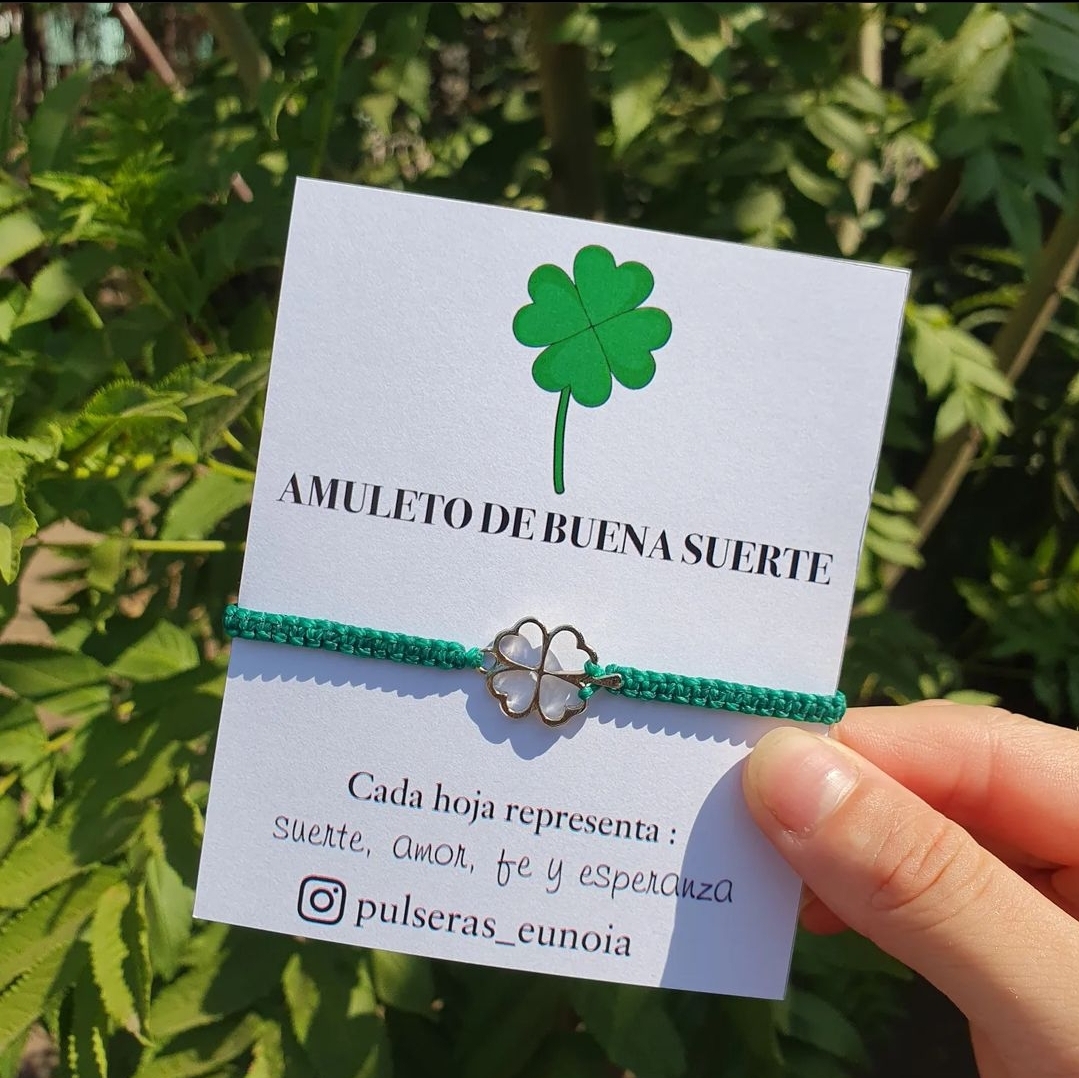 AMULETO DE BUENA SUERTE
Cada hoja representa :
suerte, amor, fe y esperanza
pulseras_eunoia